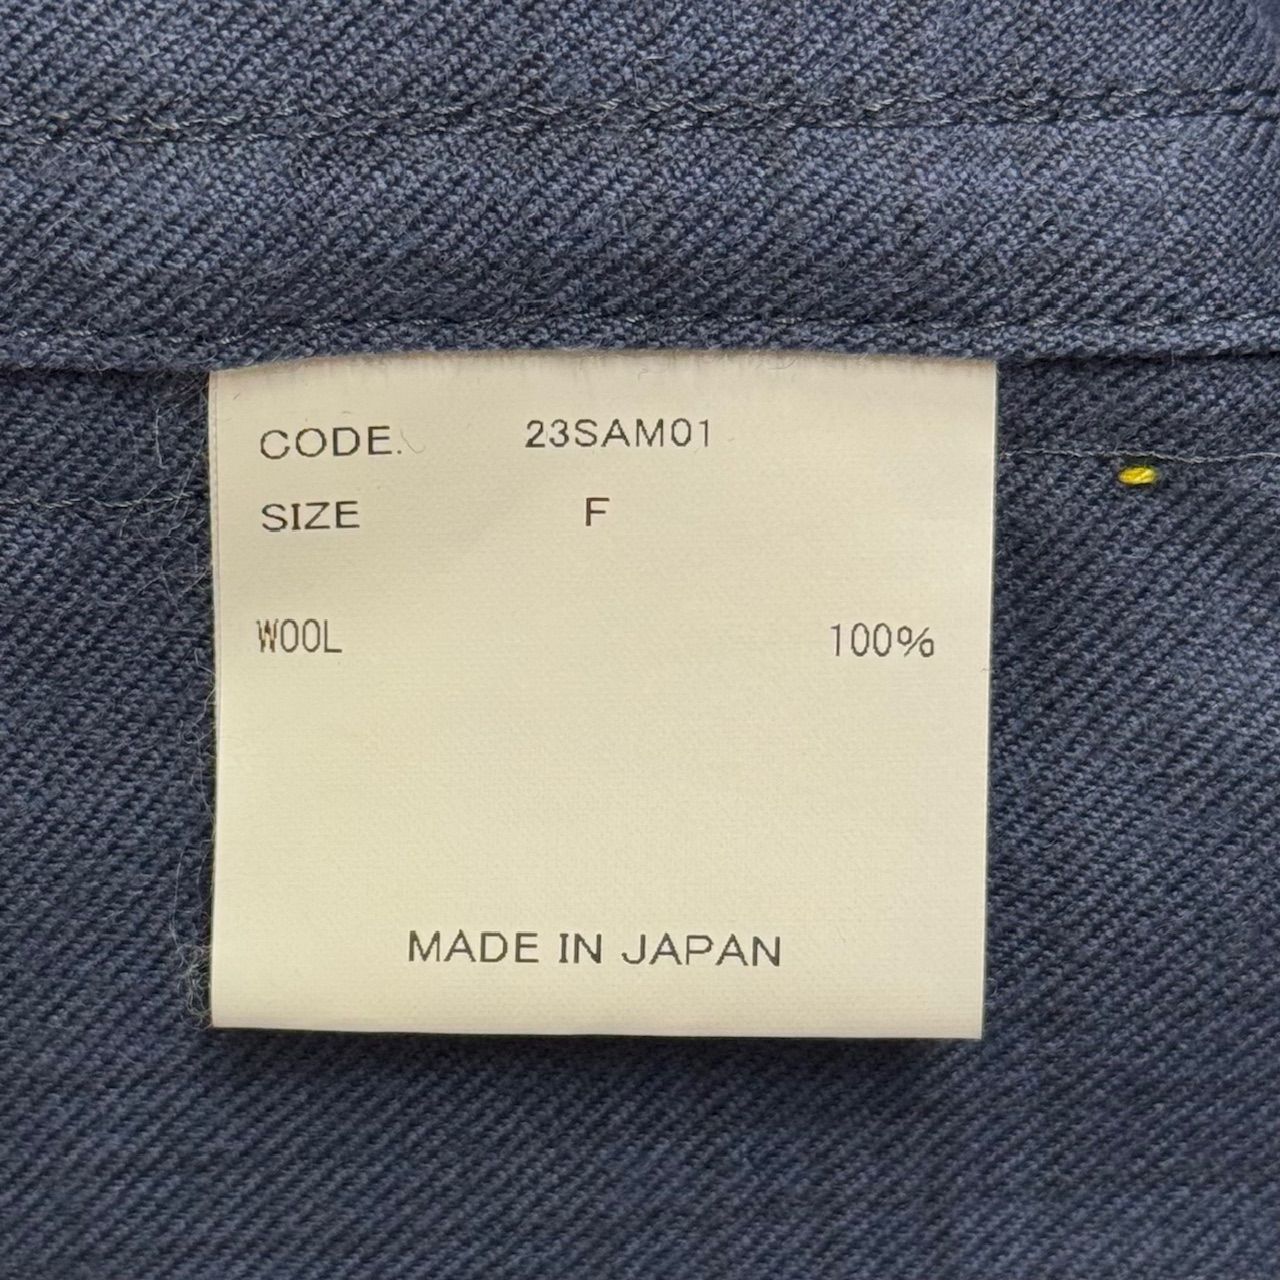 CODE. 23SAM01
SIZE F
WOOL 100%
MADE IN JAPAN